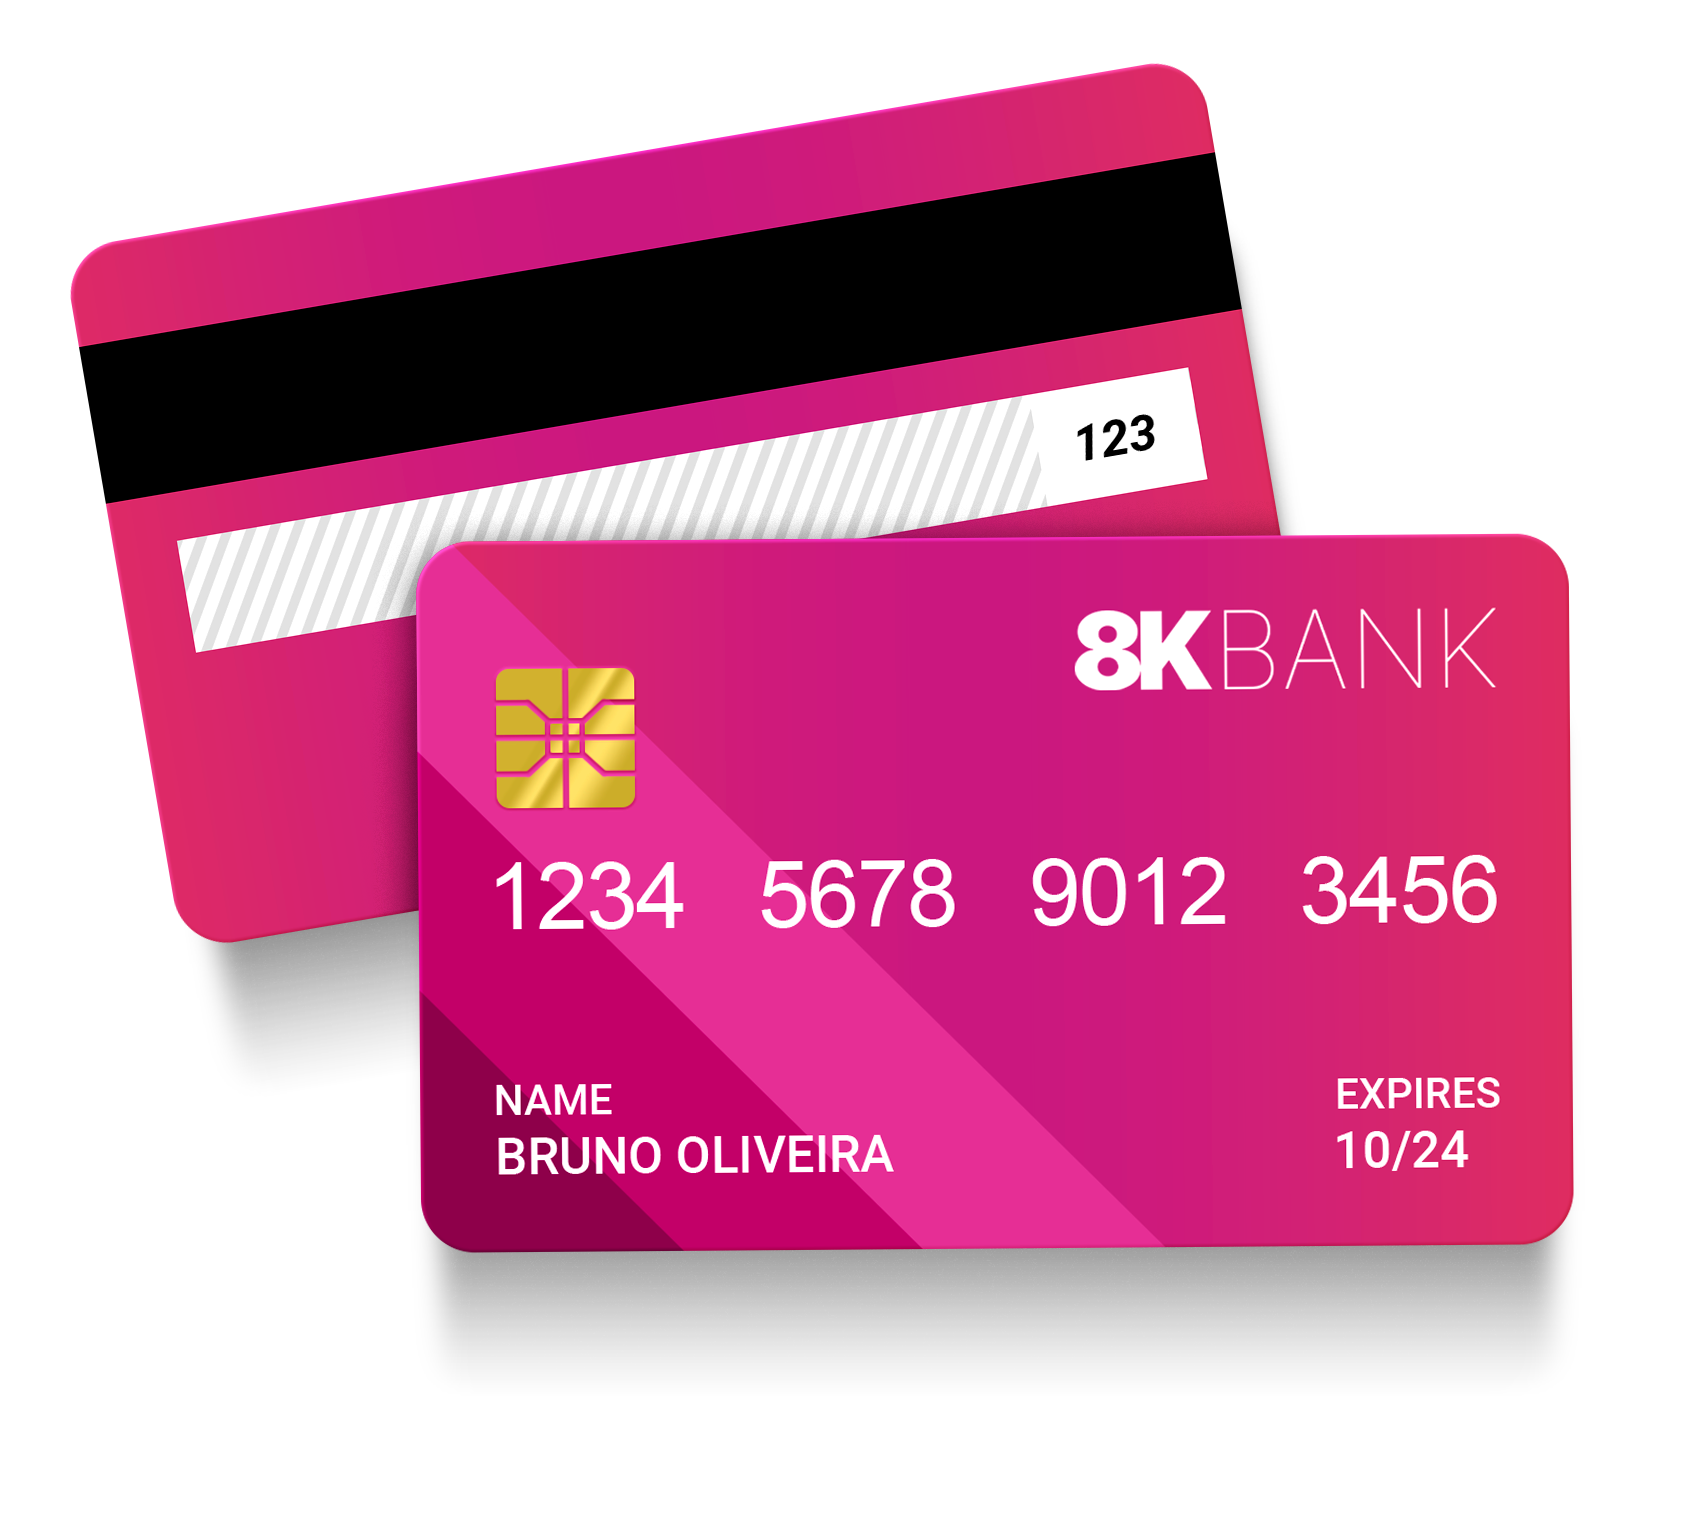 123
8KBANK
1234 5678 9012 3456
NAME
BRUNO OLIVEIRA
EXPIRES
10/24